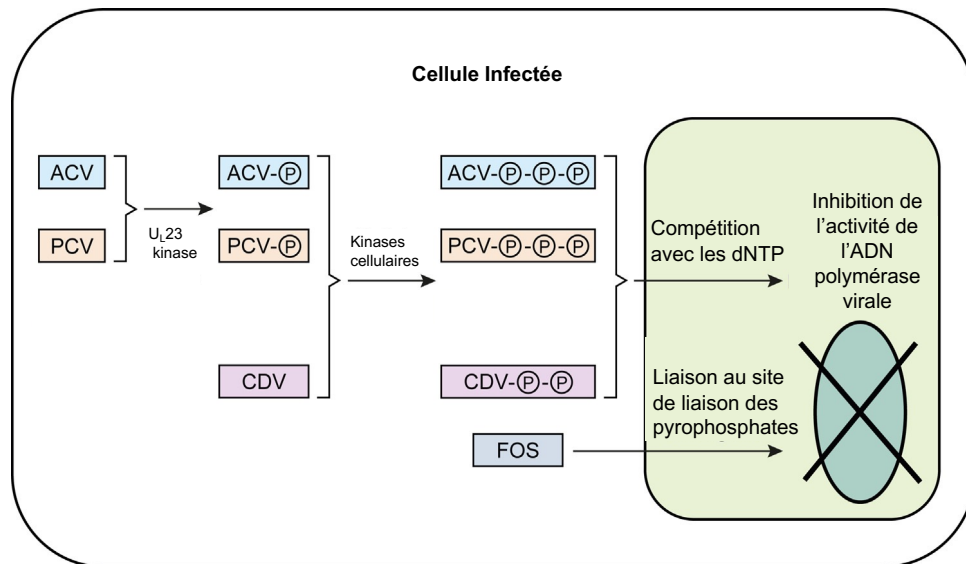 Cellule Infectée
ACV
PCV
U_L23
kinase
ACV-Ⓟ
PCV-Ⓟ
CDV
Kinases
cellulaires
ACV-Ⓟ-Ⓟ-Ⓟ
PCV-Ⓟ-Ⓟ-Ⓟ
CDV-Ⓟ-Ⓟ
FOS
Compétition
avec les dNTP
Liaison au site
de liaison des
pyrophosphates
Inhibition de
l’activité de
l’ADN
polymérase
virale